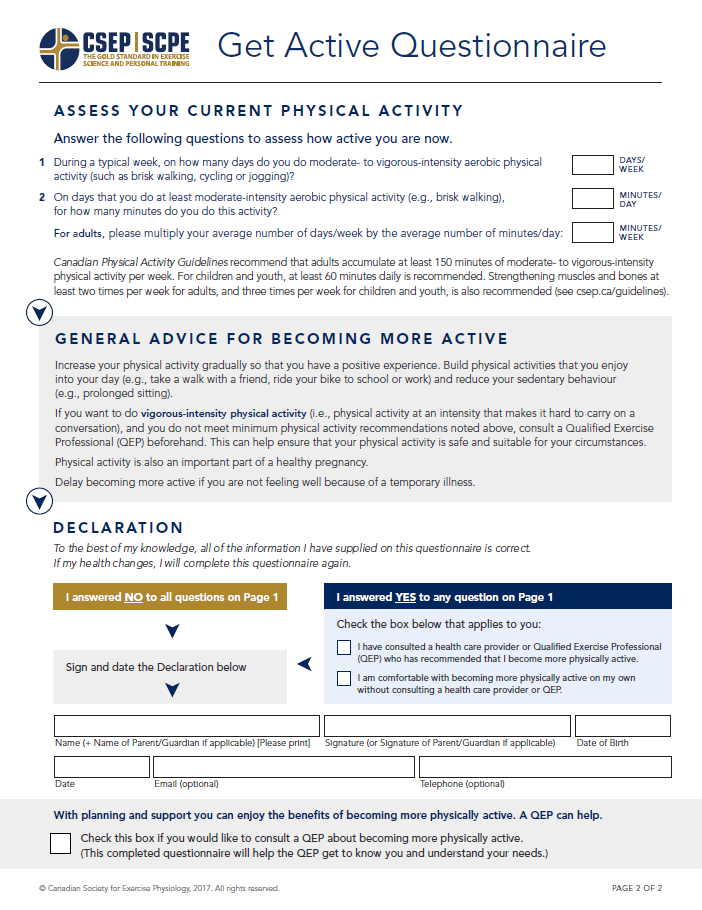 CSEP | SCPE
THE GOLD STANDARD IN EXERCISE
SCIENCE AND PERSONAL TRAINING
Get Active Questionnaire
ASSESS YOUR CURRENT PHYSICAL ACTIVITY
Answer the following questions to assess how active you are now.
1 During a typical week, on how many days do you do moderate- to vigorous-intensity aerobic physical
activity (such as brisk walking, cycling or jogging)?
DAYS/
WEEK
2 On days that you do at least moderate-intensity aerobic physical activity (e.g., brisk walking),
for how many minutes do you do this activity?
MINUTES/
DAY
For adults, please multiply your average number of days/week by the average number of minutes/day:
MINUTES/
WEEK
Canadian Physical Activity Guidelines recommend that adults accumulate at least 150 minutes of moderate- to vigorous-intensity
physical activity per week. For children and youth, at least 60 minutes daily is recommended. Strengthening muscles and bones at
least two times per week for adults, and three times per week for children and youth, is also recommended (see csep.ca/guidelines).
GENERAL ADVICE FOR BECOMING MORE ACTIVE
Increase your physical activity gradually so that you have a positive experience. Build physical activities that you enjoy
into your day (e.g., take a walk with a friend, ride your bike to school or work) and reduce your sedentary behaviour
(e.g., prolonged sitting).
If you want to do vigorous-intensity physical activity (i.e., physical activity at an intensity that makes it hard to carry on a
conversation), and you do not meet minimum physical activity recommendations noted above, consult a Qualified Exercise
Professional (QEP) beforehand. This can help ensure that your physical activity is safe and suitable for your circumstances.
Physical activity is also an important part of a healthy pregnancy.
Delay becoming more active if you are not feeling well because of a temporary illness.
DECLARATION
To the best of my knowledge, all of the information I have supplied on this questionnaire is correct.
If my health changes, I will complete this questionnaire again.
I answered NO to all questions on Page 1
Sign and date the Declaration below
I answered YES to any question on Page 1
Check the box below that applies to you:
I have consulted a health care provider or Qualified Exercise Professional
(QEP) who has recommended that I become more physically active.
I am comfortable with becoming more physically active on my own
without consulting a health care provider or QEP.
Name (+ Name of Parent/Guardian if applicable) [Please print]
Signature (or Signature of Parent/Guardian if applicable)
Date of Birth
Date
Email (optional)
Telephone (optional)
With planning and support you can enjoy the benefits of becoming more physically active. A QEP can help.
Check this box if you would like to consult a QEP about becoming more physically active.
(This completed questionnaire will help the QEP get to know you and understand your needs.)
© Canadian Society for Exercise Physiology, 2017. All rights reserved.
PAGE 2 OF 2